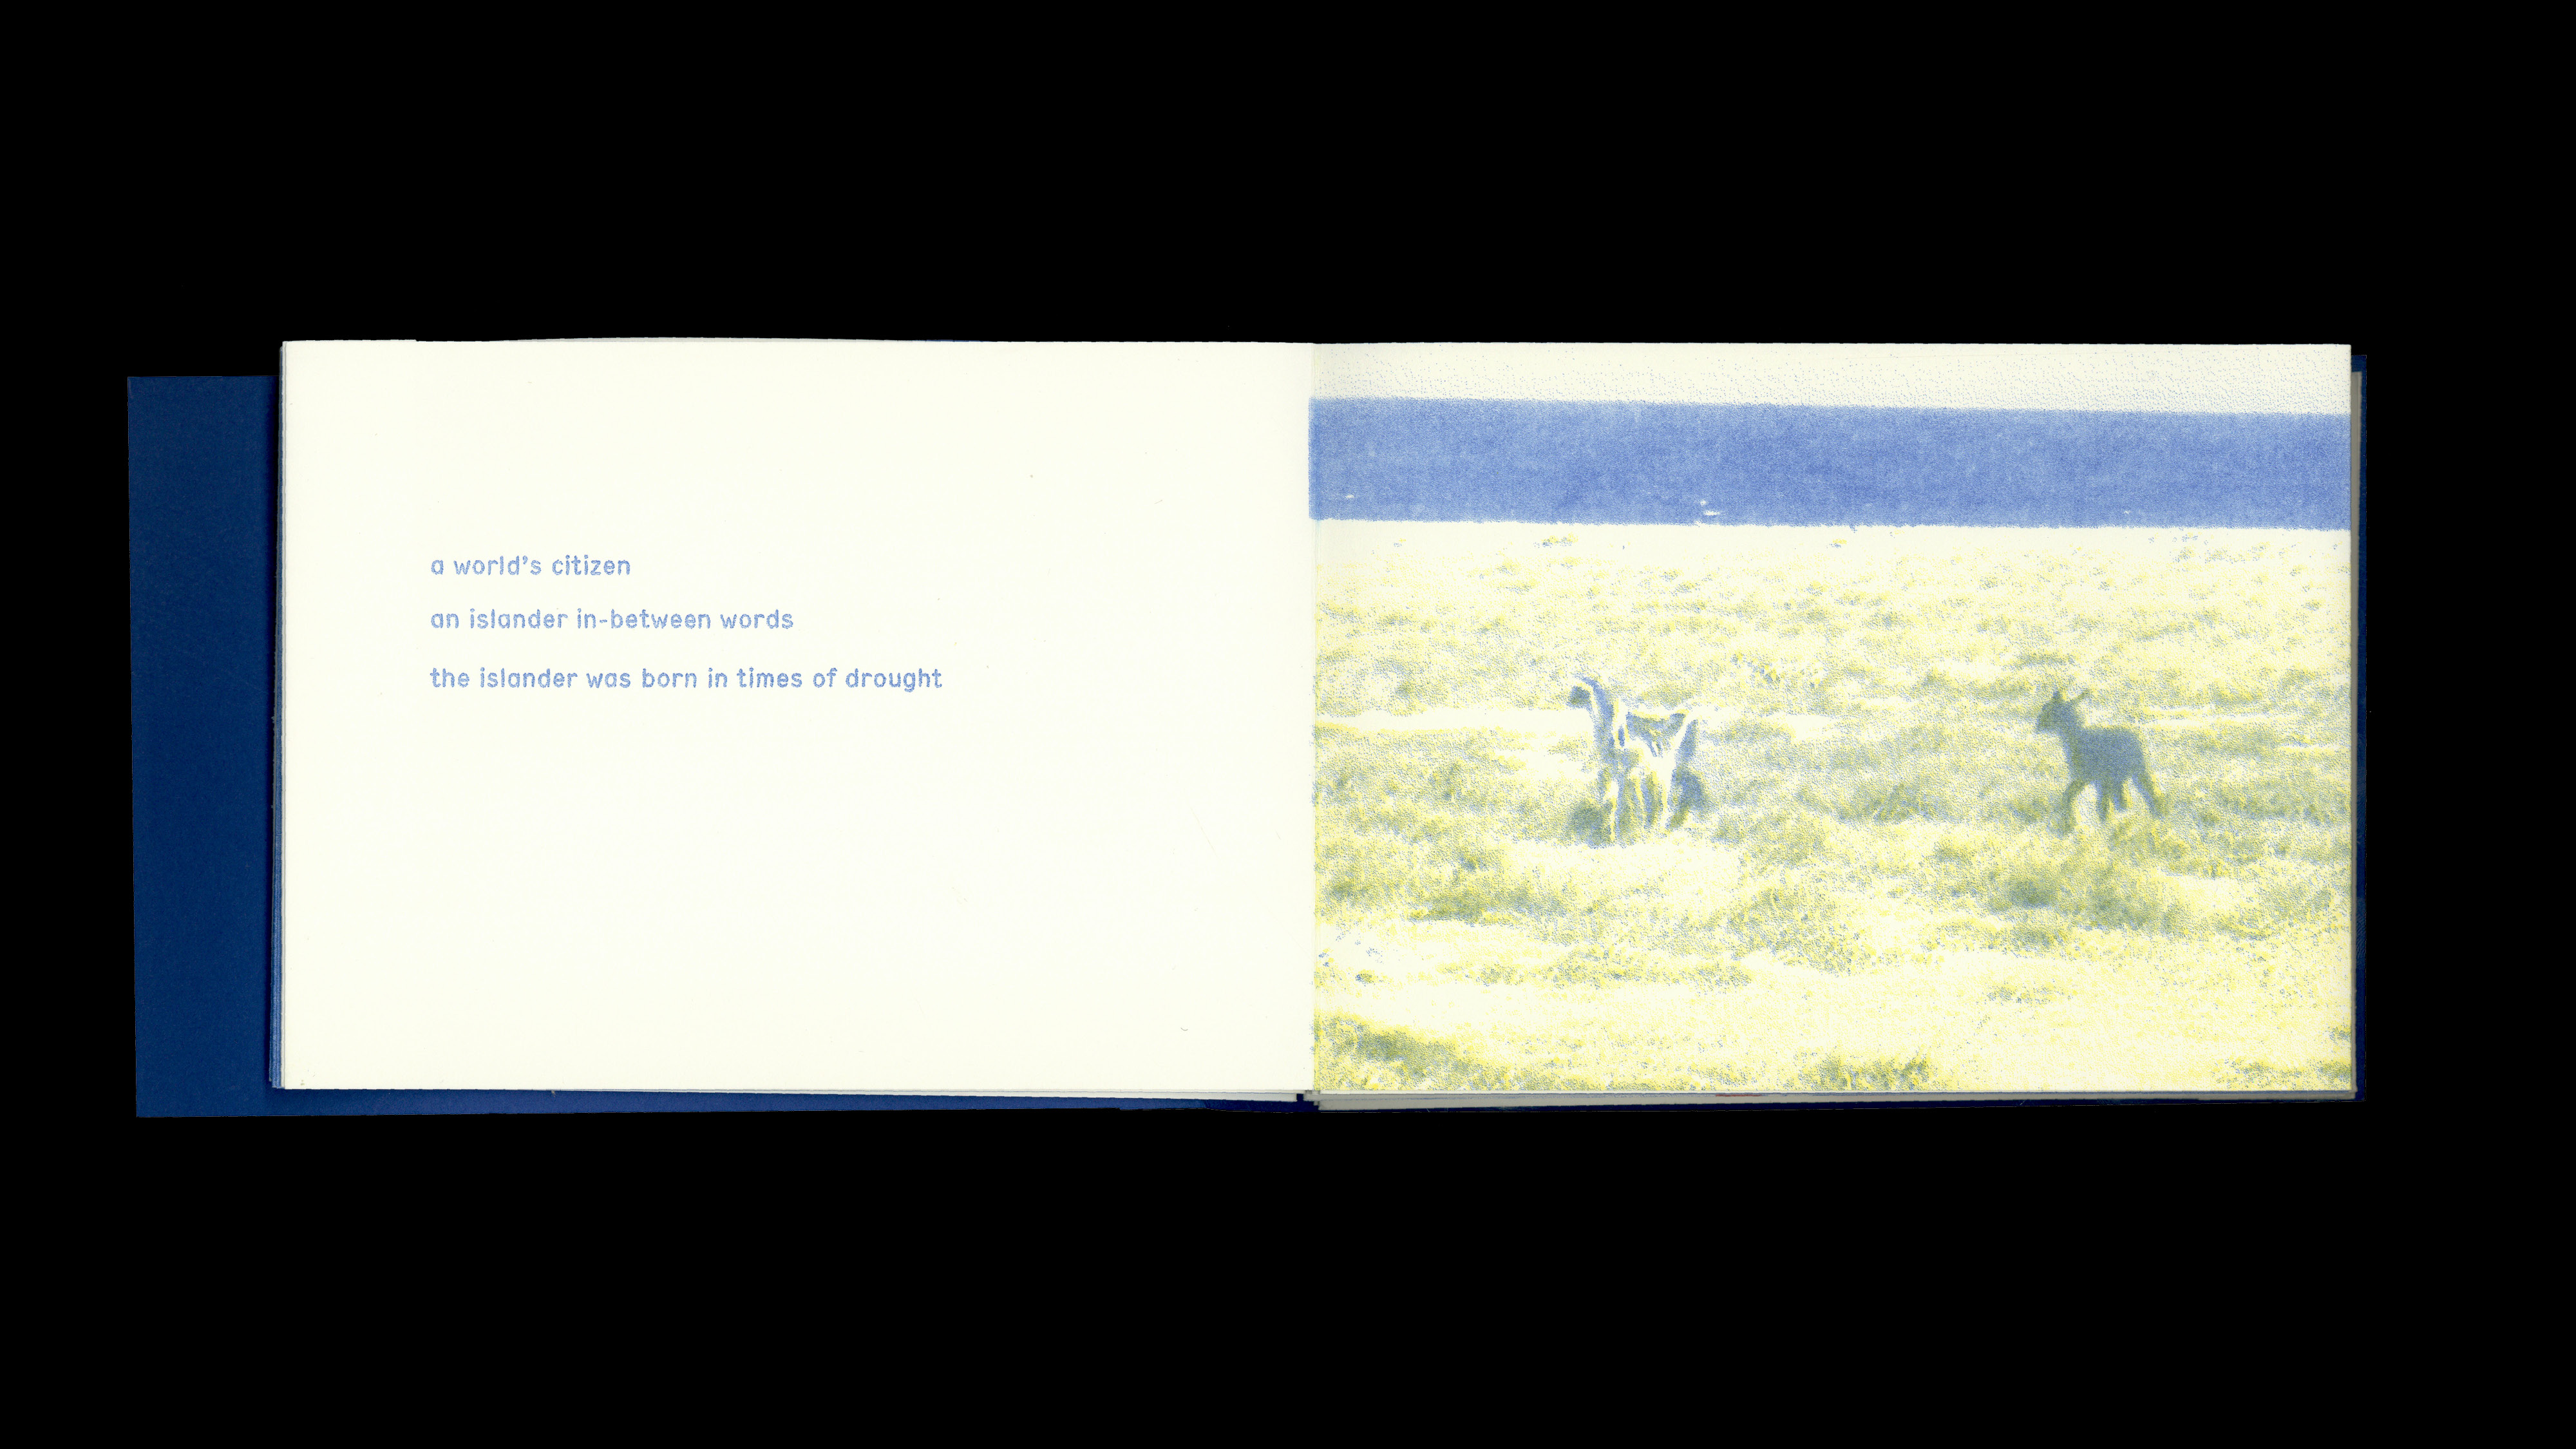 a world’s citizen
an islander in-between words
the islander was born in times of drought